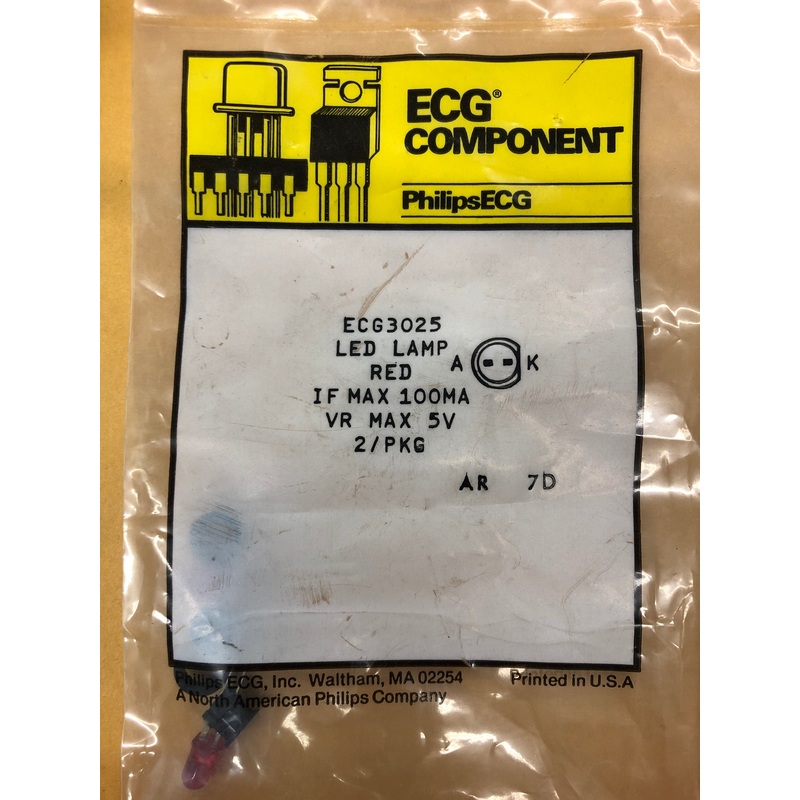 ECG®
COMPONENT
PhilipsECG
ECG3025
LED LAMP
RED
A K
IF MAX 100MA
VR MAX 5V
2/PKG
AR 7D
Philips ECG, Inc. Waltham, MA 02254
A North American Philips Company
Printed in U.S.A